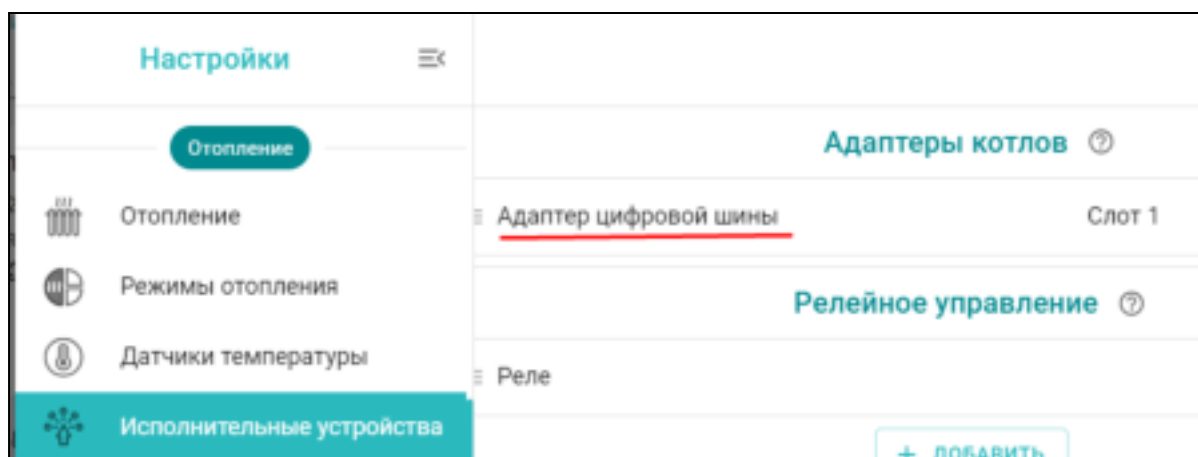 Настройки
Отопление
Отопление
Режимы отопления
Датчики температуры
Исполнительные устройства
Адаптеры котлов
Адаптер цифровой шины
Слот 1
Релейное управление
Реле
+ ДОБАВИТЬ